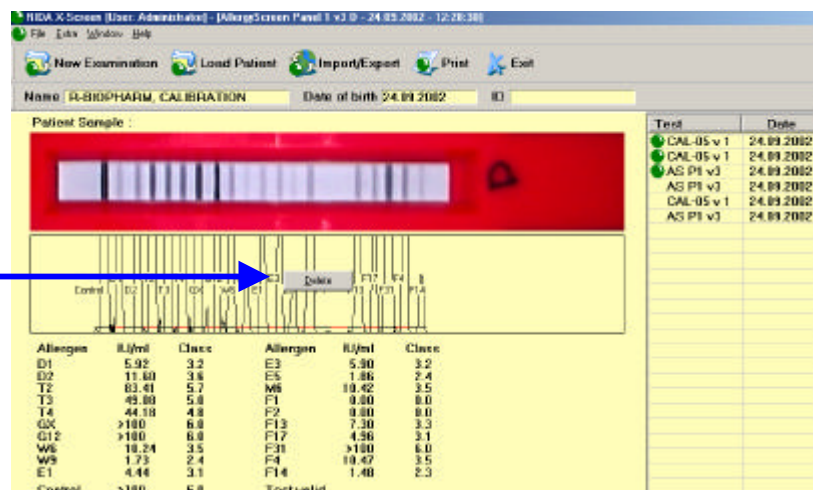 RIDA X-Screen [User: Administrator] - [AllergyScreen Panel 1 v3 D - 24.09.2002 - 12:28:38]
File Extra Window Help
New Examination Load Patient Import/Export Print Exit
Name R-BIOPHARM, CALIBRATION Date of birth 24.09.2002 ID
Patient Sample :
Test Date
CAL-05 v 1 24.09.2002
CAL-05 v 1 24.09.2002
AS P1 v3 24.09.2002
AS P1 v3 24.09.2002
CAL-05 v 1 24.09.2002
AS P1 v3 24.09.2002
D
E3 Delete F17 F4
Control D2 T3 GX W6 E1 F13 F31 F14
Allergen IU/ml Class Allergen IU/ml Class
D1 5.92 3.2 E3 5.90 3.2
D2 11.60 3.6 E5 1.86 2.4
T2 83.41 5.7 M6 10.42 3.5
T3 49.08 5.0 F1 0.00 0.0
T4 44.18 4.8 F2 0.00 0.0
GX >100 6.0 F13 7.30 3.3
G12 >100 6.0 F17 4.96 3.1
W6 10.24 3.5 F31 >100 6.0
W9 1.73 2.4 F4 10.47 3.5
E1 4.44 3.1 F14 1.48 2.3
Control >100 6.0 Test valid